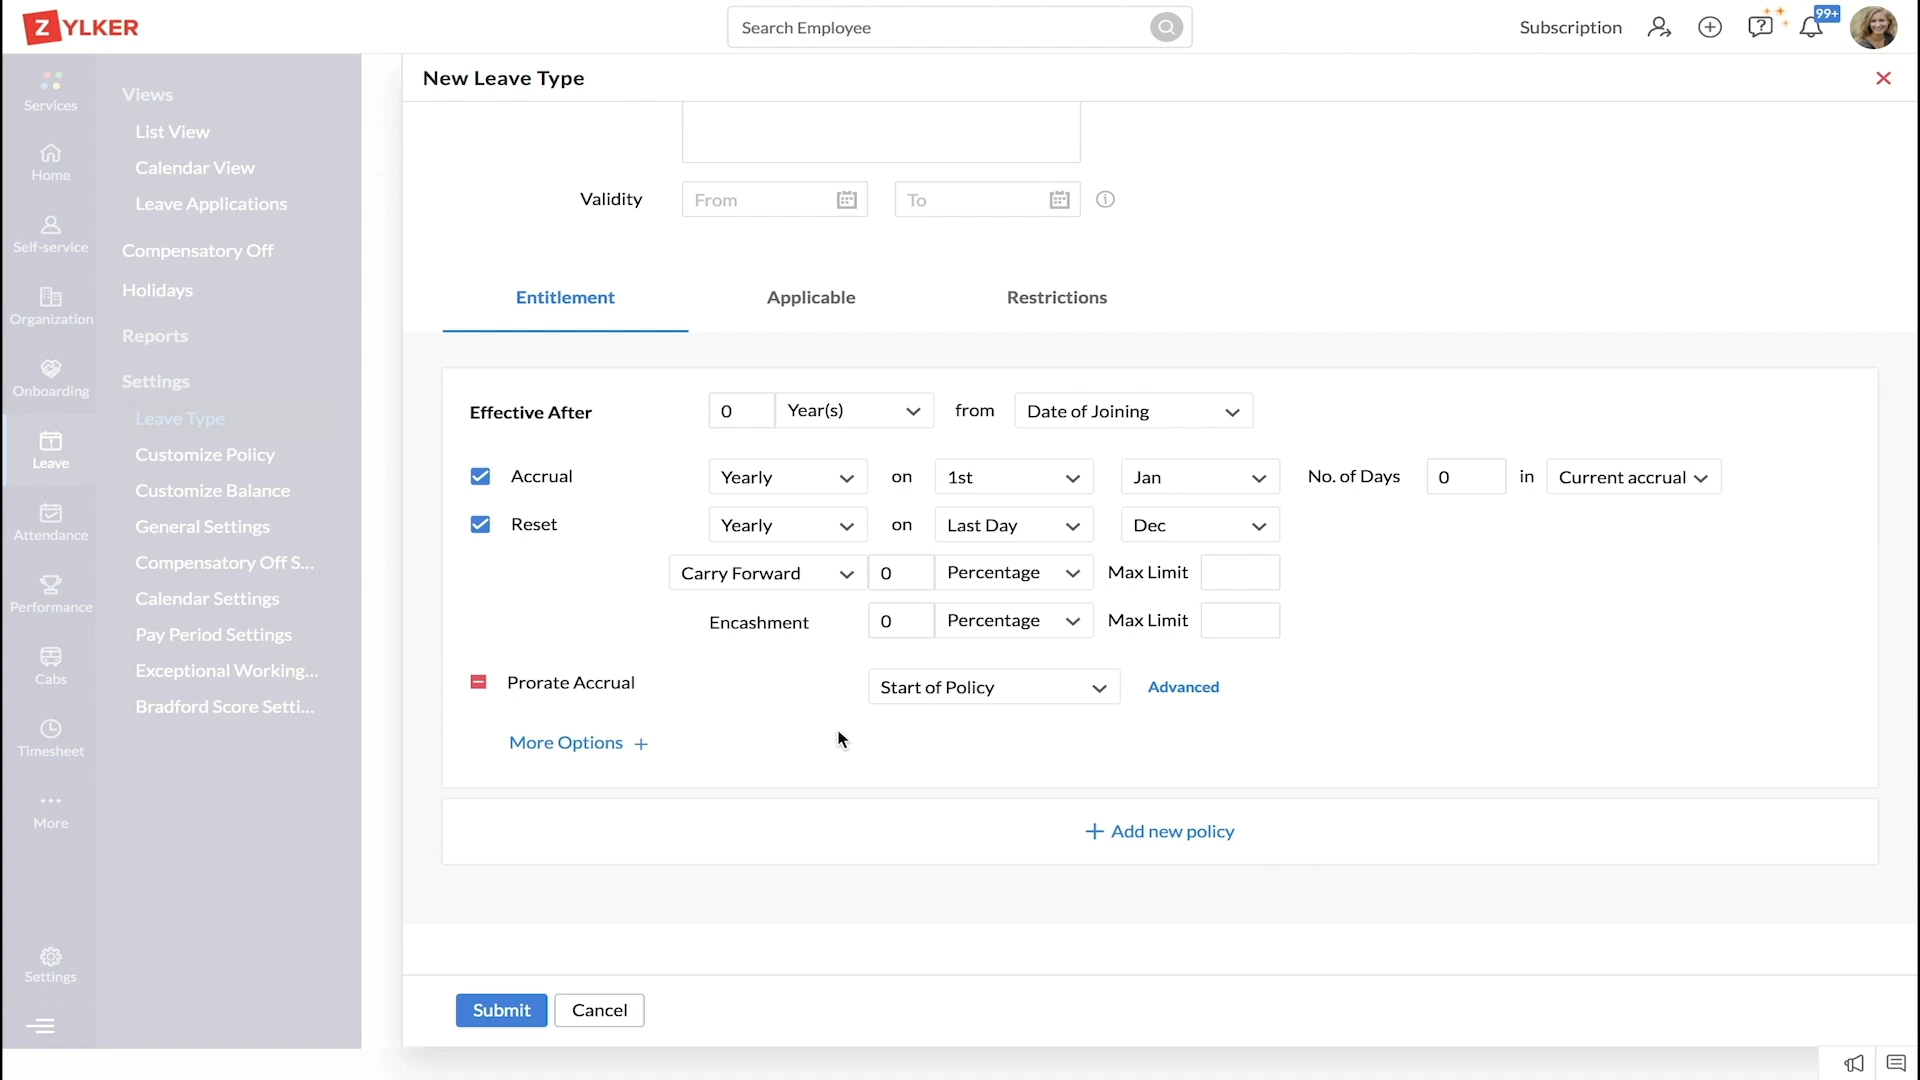 ZYLKER
Search Employee
Subscription
99+
Services
Home
Self-service
Organization
Onboarding
Leave
Attendance
Performance
Cabs
Timesheet
More
Settings
Views
List View
Calendar View
Leave Applications
Compensatory Off
Holidays
Reports
Settings
Leave Type
Customize Policy
Customize Balance
General Settings
Compensatory Off S...
Calendar Settings
Pay Period Settings
Exceptional Working...
Bradford Score Setti...
New Leave Type
Validity From To
Entitlement Applicable Restrictions
Effective After 0 Year(s) from Date of Joining
Accrual Yearly on 1st Jan No. of Days 0 in Current accrual
Reset Yearly on Last Day Dec
Carry Forward 0 Percentage Max Limit
Encashment 0 Percentage Max Limit
Prorate Accrual Start of Policy Advanced
More Options +
+ Add new policy
Submit Cancel